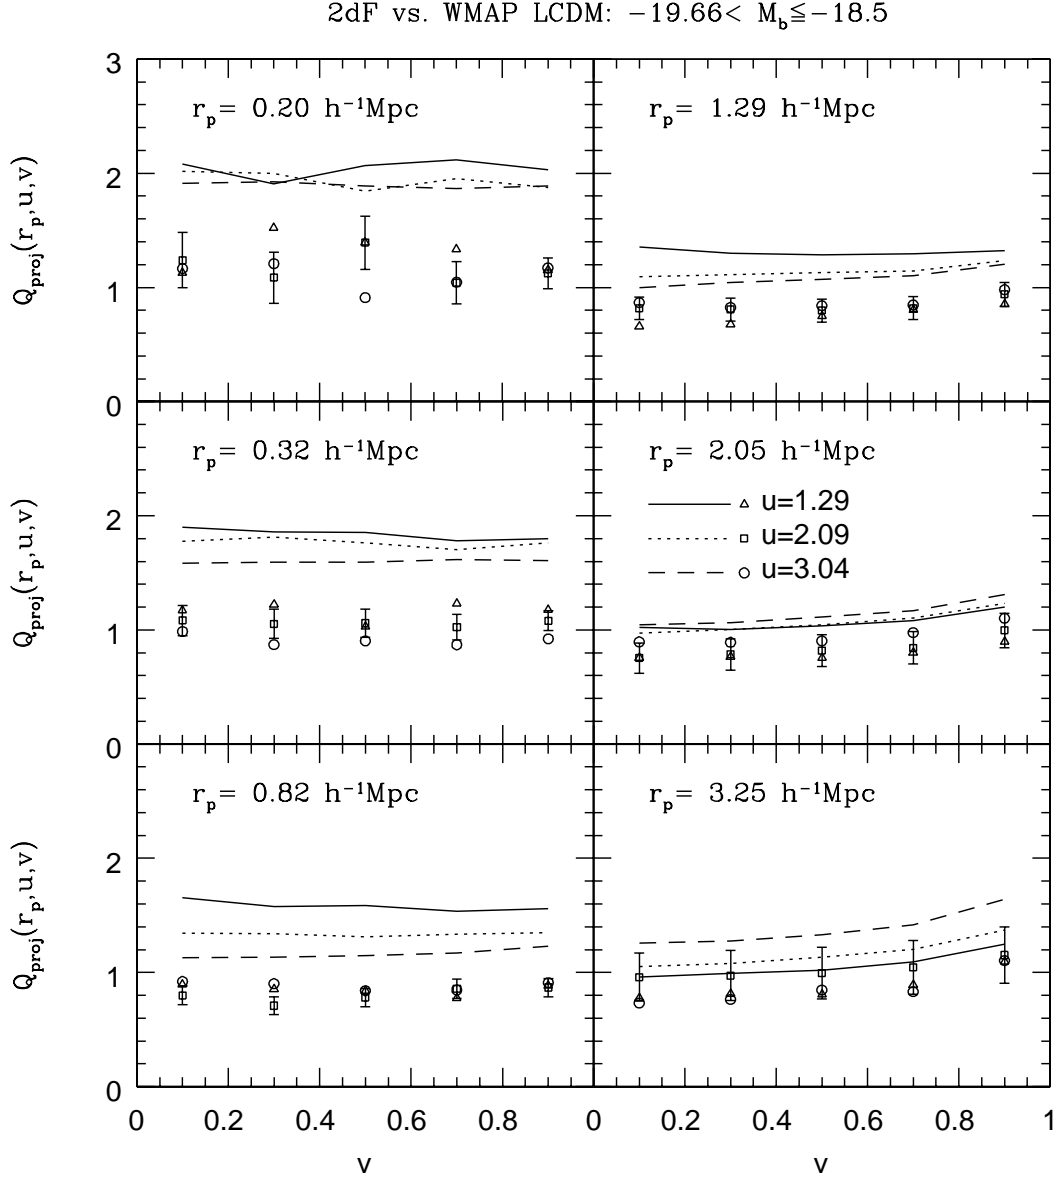 2dF vs. WMAP LCDM: −19.66< M_b≦−18.5
3
r_p= 0.20 h⁻¹Mpc
r_p= 1.29 h⁻¹Mpc
2
Q_proj(r_p,u,v)
1
0
r_p= 0.32 h⁻¹Mpc
r_p= 2.05 h⁻¹Mpc
u=1.29
2
u=2.09
Q_proj(r_p,u,v)
u=3.04
1
0
r_p= 0.82 h⁻¹Mpc
r_p= 3.25 h⁻¹Mpc
2
Q_proj(r_p,u,v)
1
0
0 0.2 0.4 0.6 0.8 0 0.2 0.4 0.6 0.8 1
v v